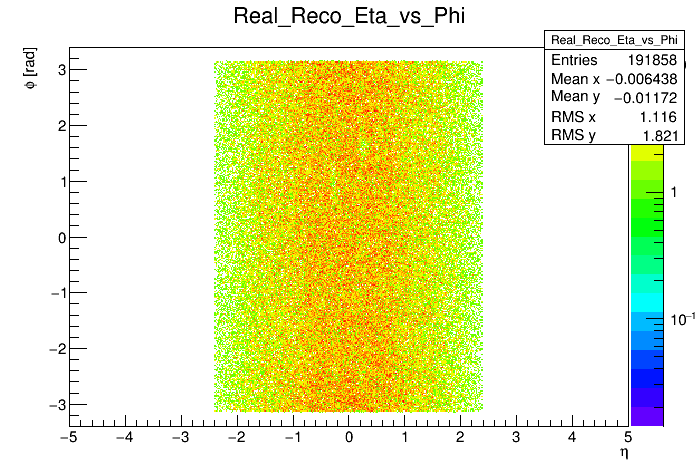 Real_Reco_Eta_vs_Phi
Real_Reco_Eta_vs_Phi
Entries 191858
Mean x −0.006438
Mean y −0.01172
RMS x 1.116
RMS y 1.821
ϕ [rad]
3
2
1
0
−1
−2
−3
−5 −4 −3 −2 −1 0 1 2 3 4 5
η
1
10⁻¹